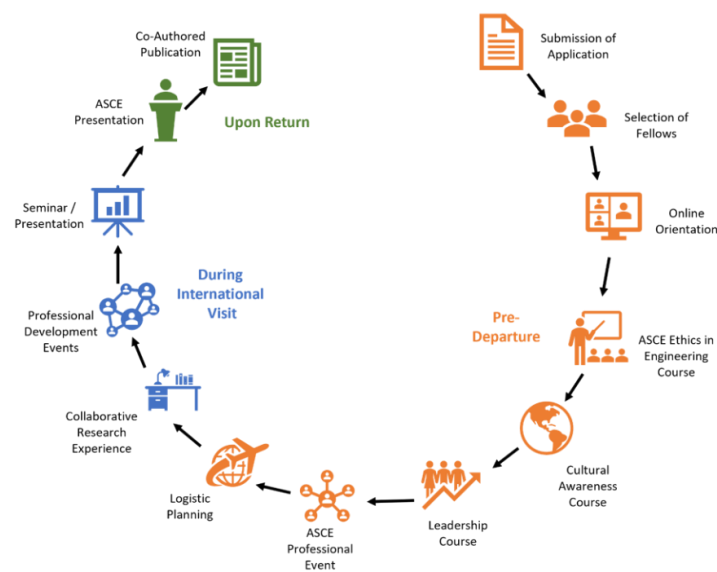 Submission of
Application
Selection of
Fellows
Online
Orientation
Pre-
Departure
ASCE Ethics in
Engineering
Course
Cultural
Awareness
Course
Leadership
Course
ASCE
Professional
Event
Logistic
Planning
Collaborative
Research
Experience
During
International
Visit
Professional
Development
Events
Seminar /
Presentation
Upon Return
ASCE
Presentation
Co-Authored
Publication